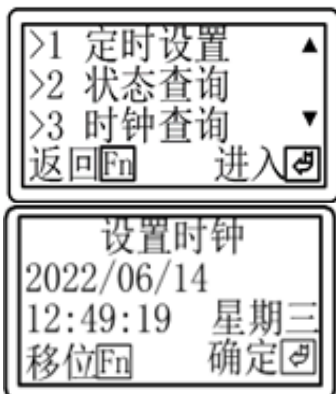 >1 定时设置 ▲
>2 状态查询
>3 时钟查询 ▼
返回Fn 进入⏎
设置时钟
2022/06/14
12:49:19 星期三
移位Fn 确定⏎